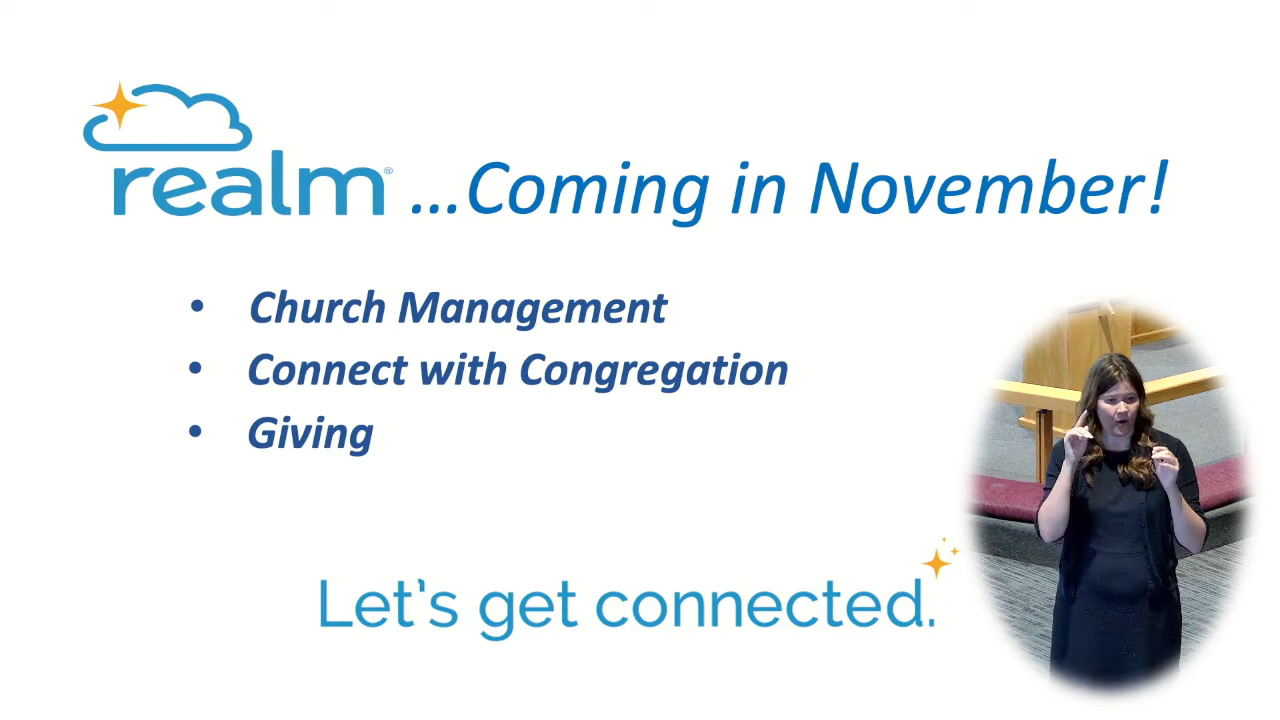 realm® ...Coming in November!
• Church Management
• Connect with Congregation
• Giving
Let's get connected.